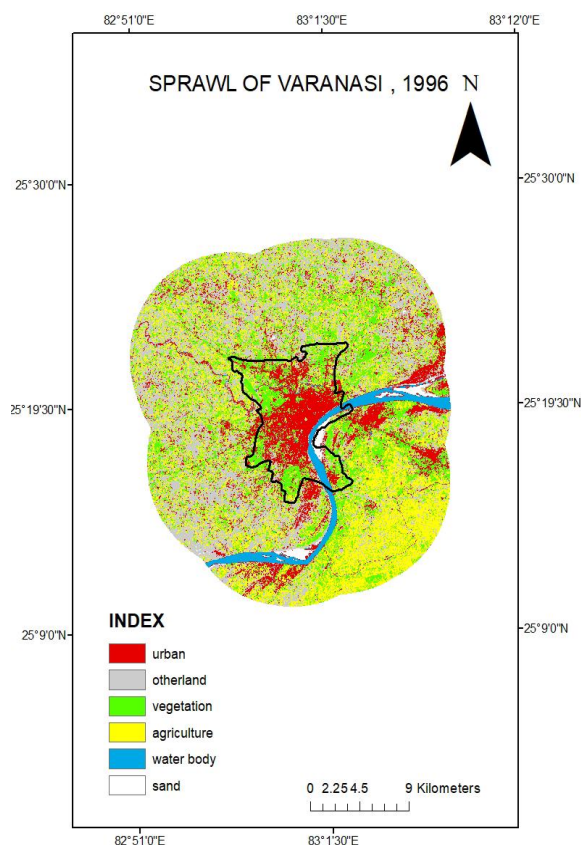 82°51'0"E 83°1'30"E 83°12'0"E
SPRAWL OF VARANASI , 1996 N
25°30'0"N 25°30'0"N
25°19'30"N 25°19'30"N
25°9'0"N 25°9'0"N
INDEX
urban
otherland
vegetation
agriculture
water body
sand
0 2.25 4.5 9 Kilometers
82°51'0"E 83°1'30"E